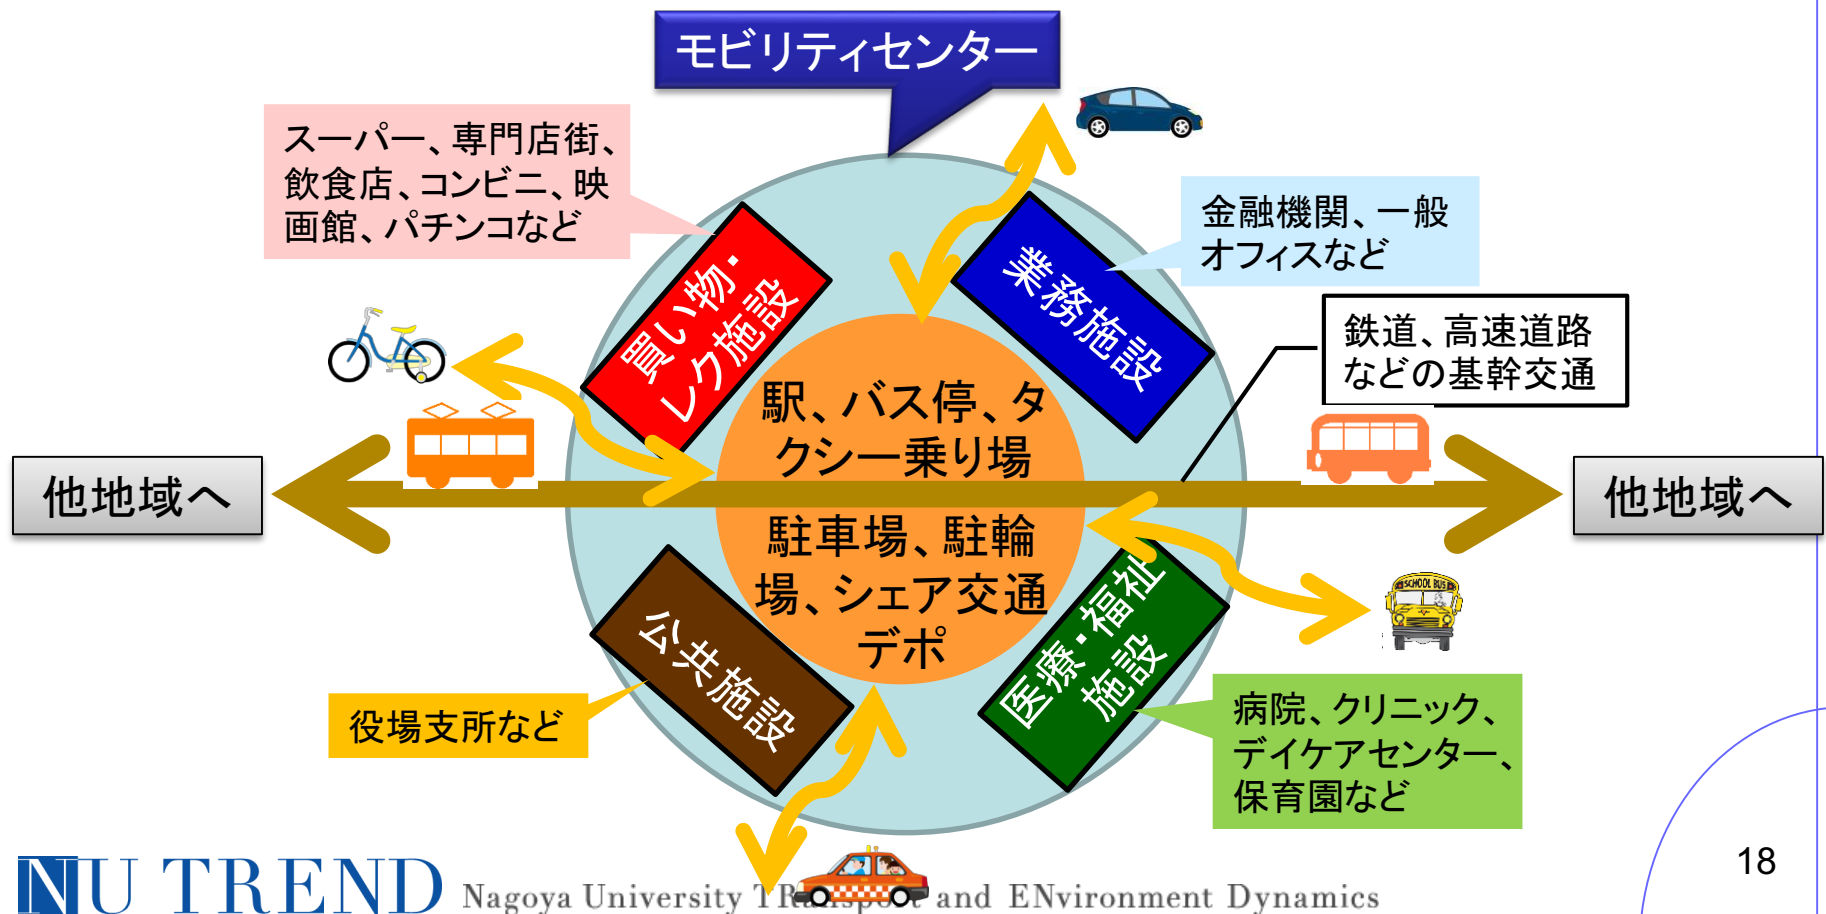 モビリティセンター
スーパー、専門店街、
飲食店、コンビニ、映
画館、パチンコなど
金融機関、一般
オフィスなど
買い物・
レク施設
業務施設
鉄道、高速道路
などの基幹交通
駅、バス停、タ
クシー乗り場
他地域へ
他地域へ
駐車場、駐輪
場、シェア交通
デポ
SCHOOL BUS
公共施設
医療・福祉
施設
役場支所など
病院、クリニック、
デイケアセンター、
保育園など
NU TREND Nagoya University TRansport and ENvironment Dynamics
18